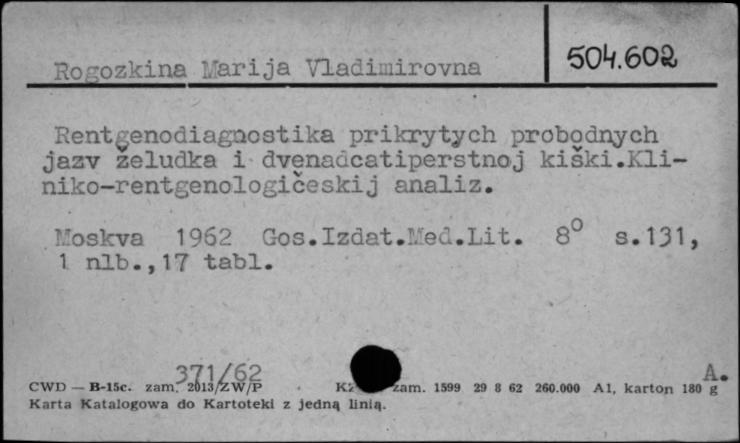 504.602
Rogozkina Marija Vladimirovna
Rentgenodiagnostika prikrytych probodnych
jazv želudka i dvenadcatiperstnoj kiški.Kli-
niko-rentgenologičeskij analiz.
Moskva 1962 Gos.Izdat.Med.Lit. 8° s.131,
1 nlb.,17 tabl.
371/62
A.
CWD — B-15c. zam. 2013/ZW/P zam. 1599 29 8 62 260.000 A1, karton 180 g
Karta Katalogowa do Kartoteki z jedną linią.